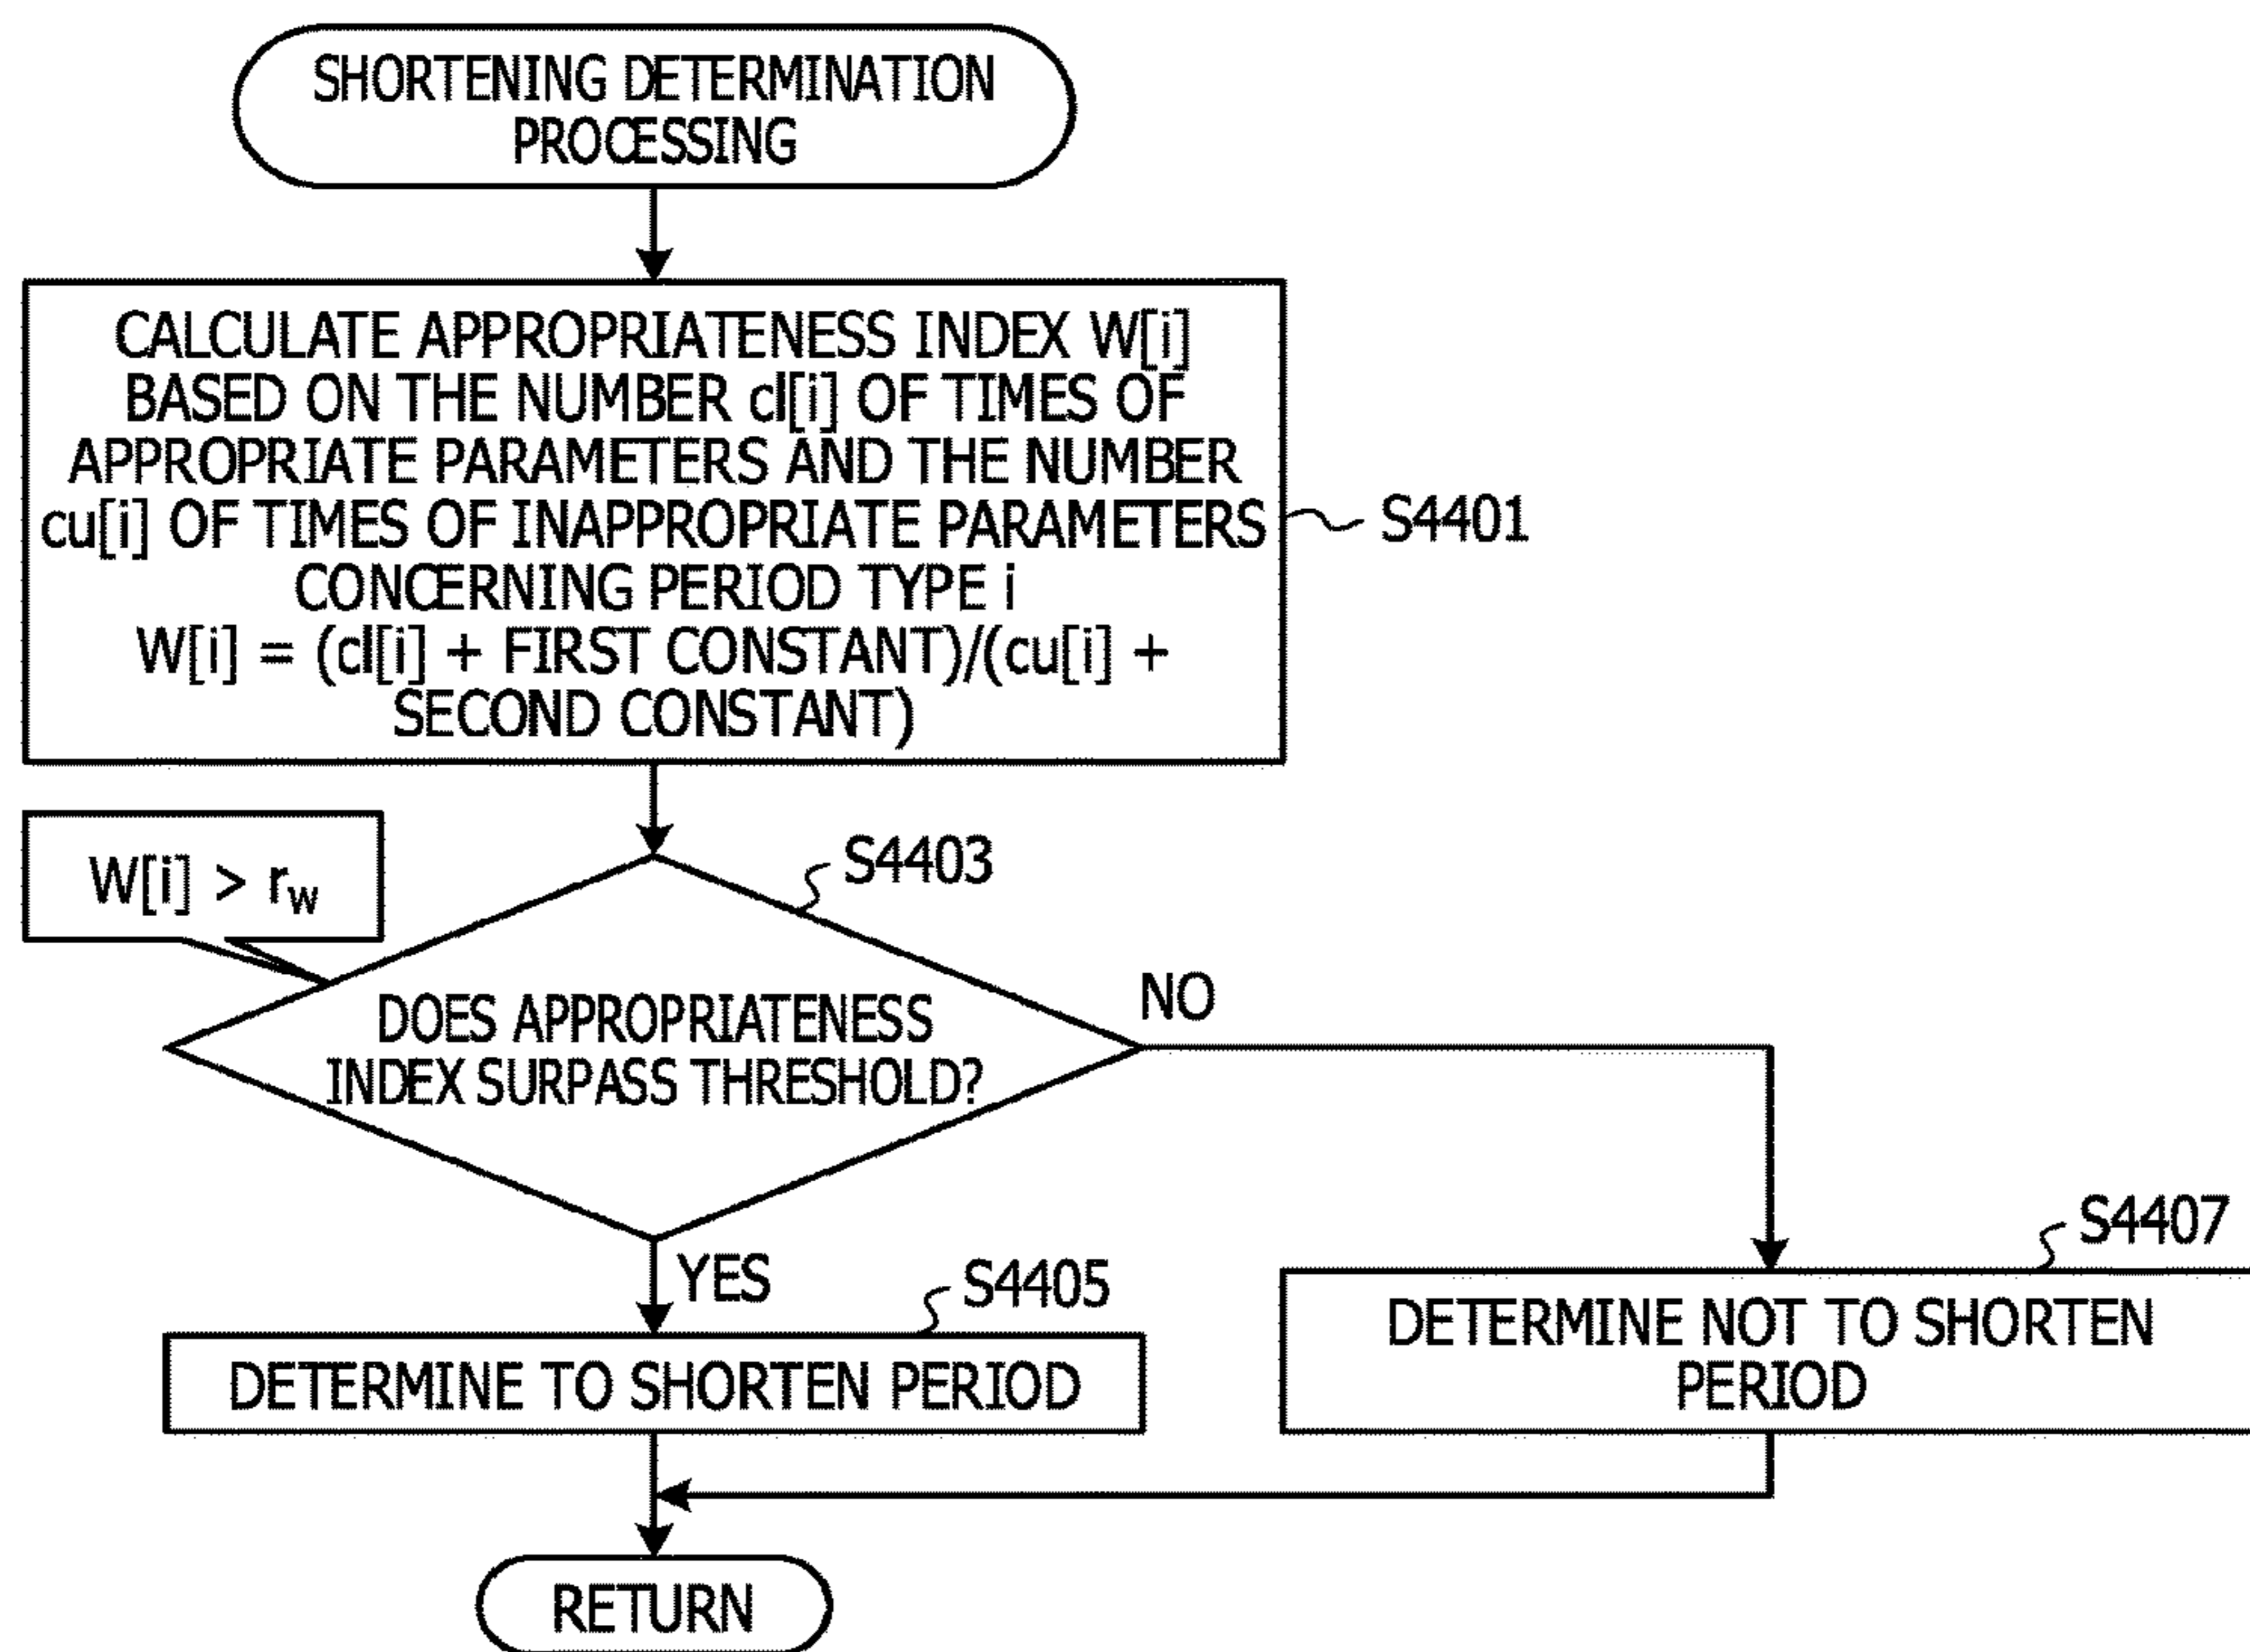 SHORTENING DETERMINATION
PROCESSING
CALCULATE APPROPRIATENESS INDEX W[i]
BASED ON THE NUMBER cl[i] OF TIMES OF
APPROPRIATE PARAMETERS AND THE NUMBER
cu[i] OF TIMES OF INAPPROPRIATE PARAMETERS
CONCERNING PERIOD TYPE i
W[i] = (cl[i] + FIRST CONSTANT)/(cu[i] +
SECOND CONSTANT)
S4401
W[i] > r_w
S4403
DOES APPROPRIATENESS
INDEX SURPASS THRESHOLD?
NO
YES
S4405
DETERMINE TO SHORTEN PERIOD
S4407
DETERMINE NOT TO SHORTEN
PERIOD
RETURN